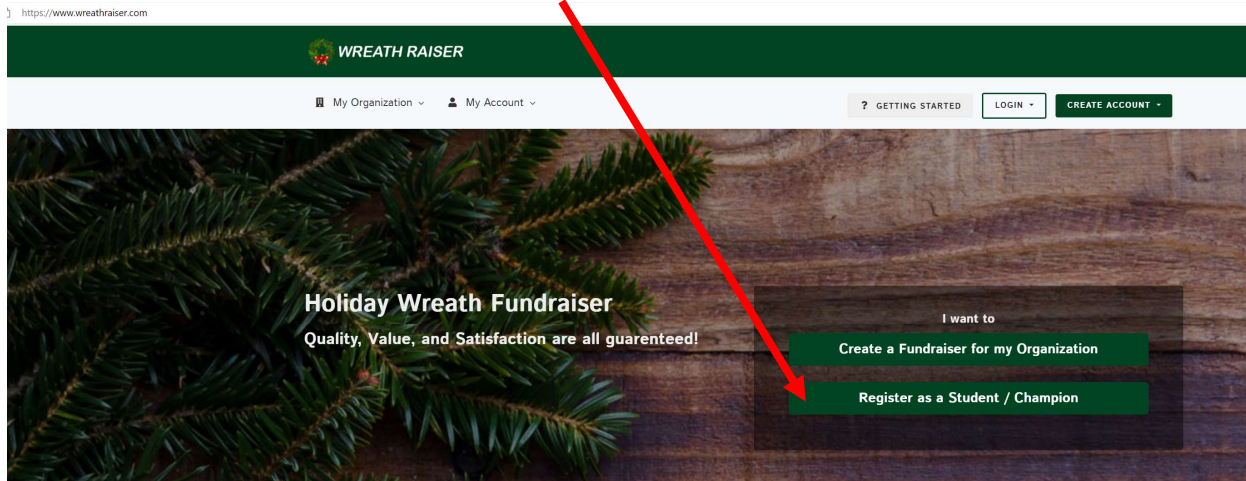 https://www.wreathraiser.com
WREATH RAISER
My Organization
My Account
? GETTING STARTED
LOGIN
CREATE ACCOUNT
Holiday Wreath Fundraiser
Quality, Value, and Satisfaction are all guarenteed!
I want to
Create a Fundraiser for my Organization
Register as a Student / Champion